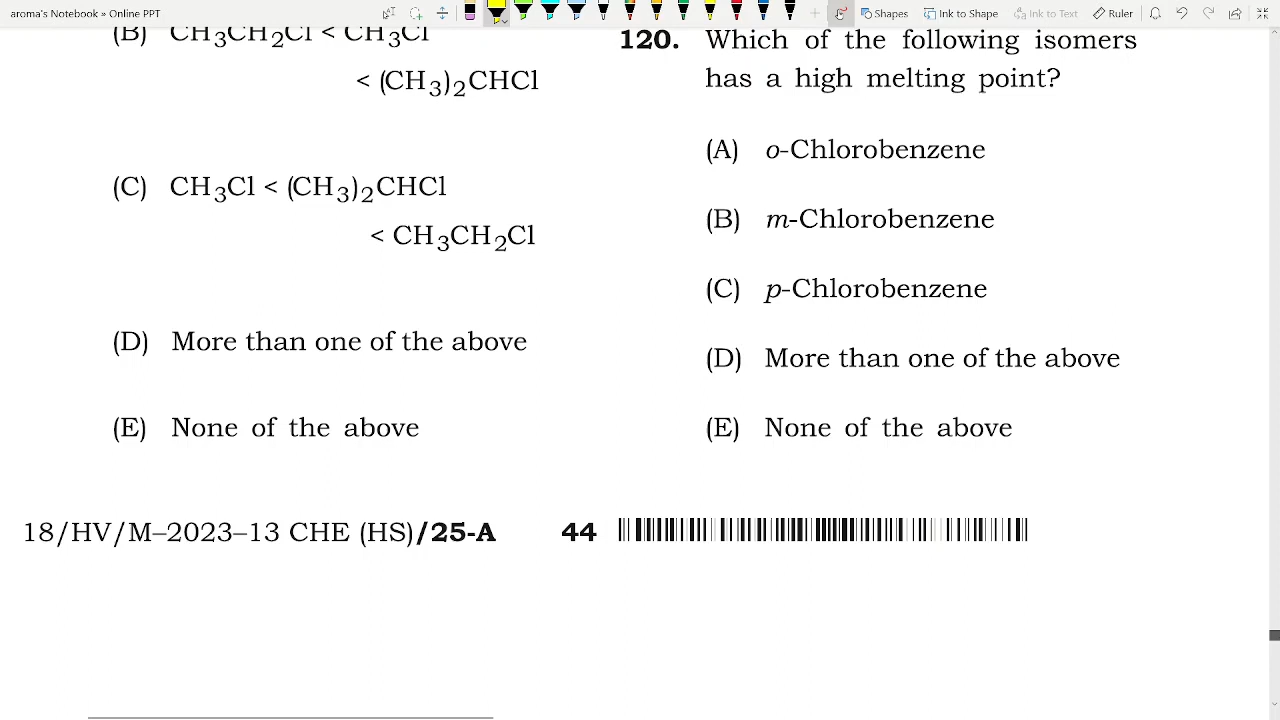 aroma's Notebook » Online PPT
Shapes
Ink to Shape
Ink to Text
Ruler
(B) CH3CH2Cl < CH3Cl
< (CH3)2CHCl
(C) CH3Cl < (CH3)2CHCl
< CH3CH2Cl
(D) More than one of the above
(E) None of the above
120. Which of the following isomers
has a high melting point?
(A) o-Chlorobenzene
(B) m-Chlorobenzene
(C) p-Chlorobenzene
(D) More than one of the above
(E) None of the above
18/HV/M–2023–13 CHE (HS)/25-A 44